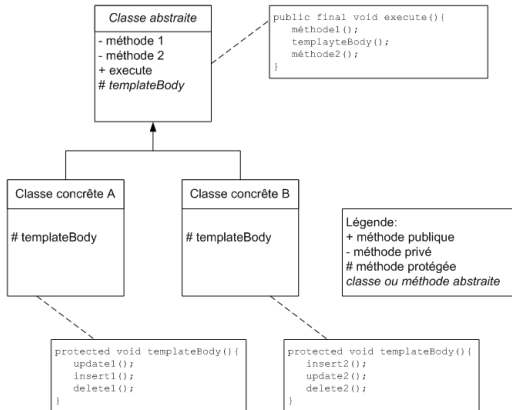 Classe abstraite
- méthode 1
- méthode 2
+ execute
# templateBody
public final void execute(){
méthode1();
templayteBody();
méthode2();
}
Classe concrête A
# templateBody
Classe concrête B
# templateBody
Légende:
+ méthode publique
- méthode privé
# méthode protégée
classe ou méthode abstraite
protected void templateBody(){
update1();
insert1();
delete1();
}
protected void templateBody(){
insert2();
update2();
delete2();
}